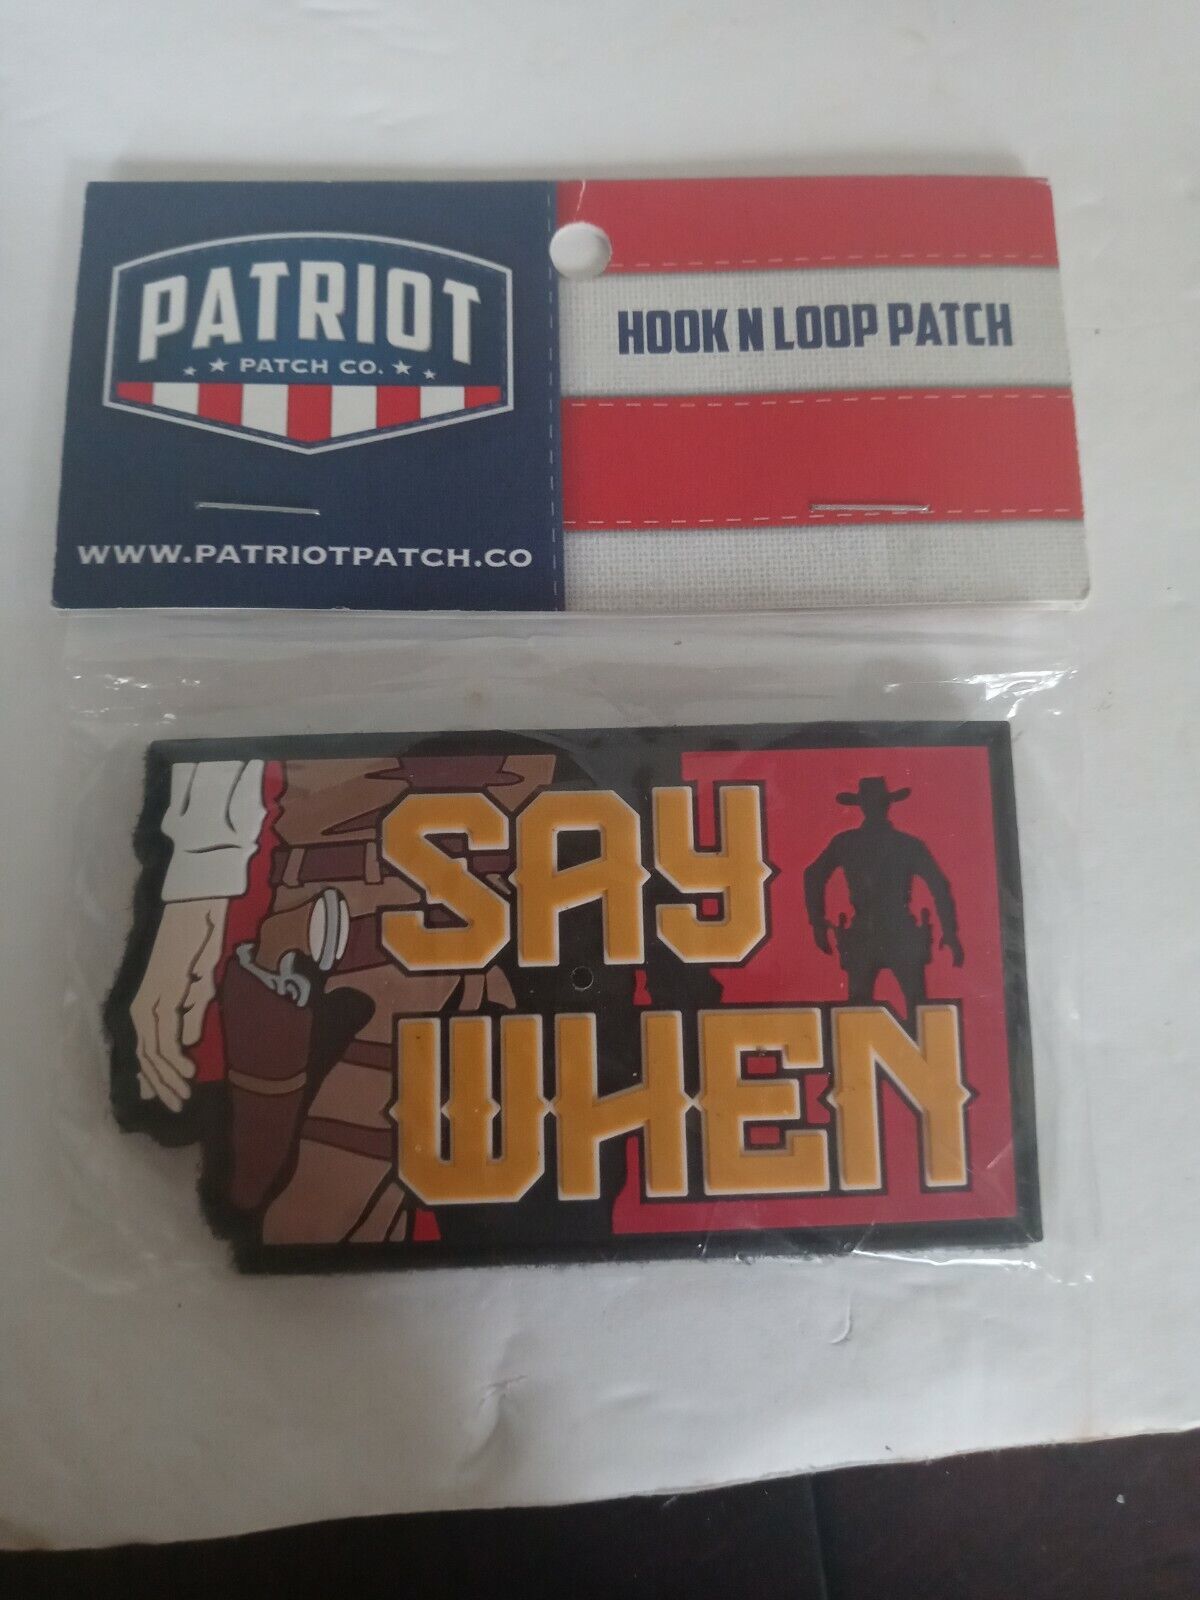 PATRIOT
PATCH CO.
WWW.PATRIOTPATCH.CO
HOOK N LOOP PATCH
SAY
WHEN